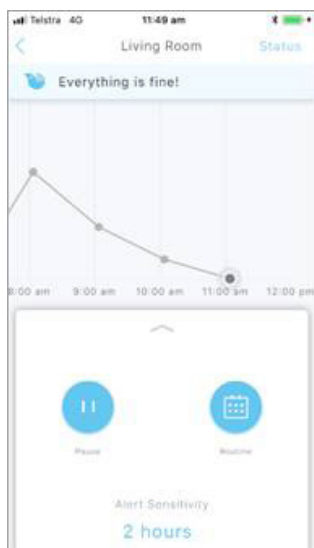 Telstra 4G 11:49 am
Living Room Status
Everything is fine!
8:00 am 9:00 am 10:00 am 11:00 am 12:00 pm
Pause Routine
Alert Sensitivity
2 hours